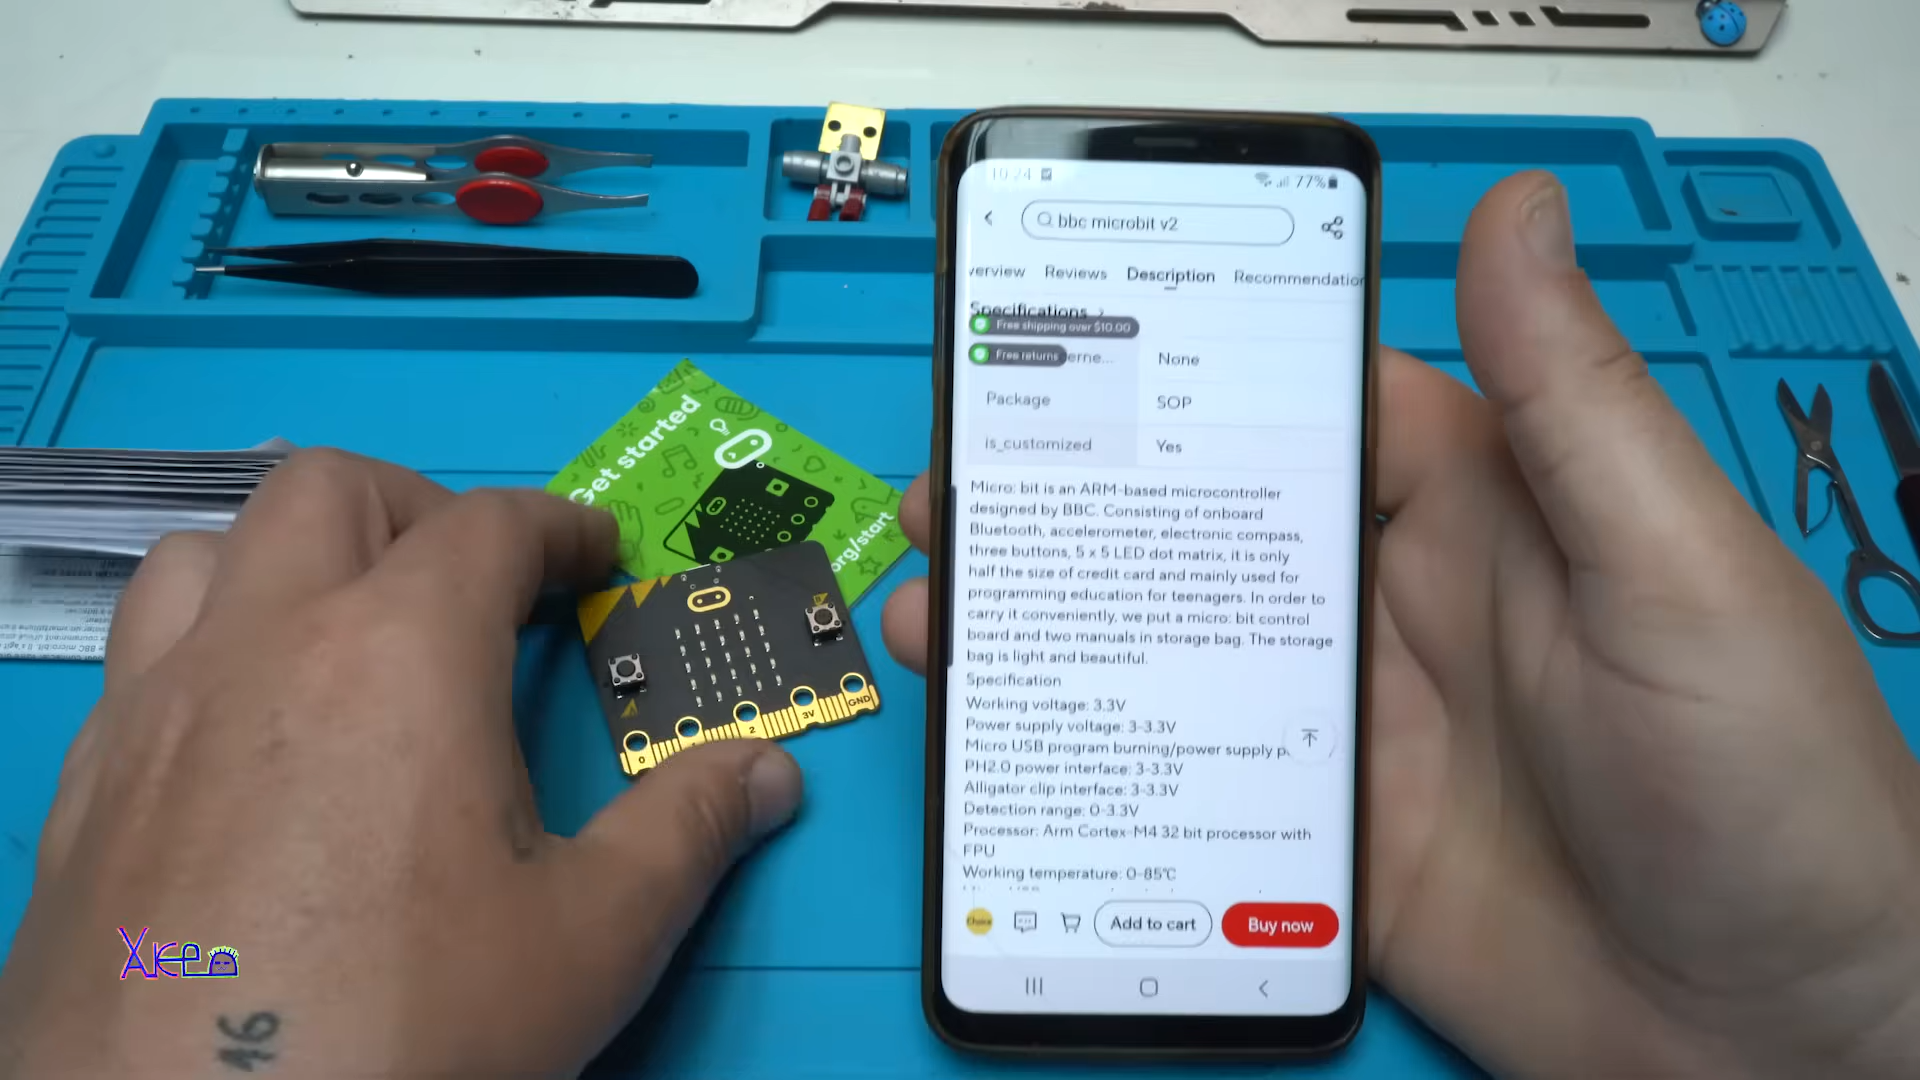 10:24
77%
bbc microbit v2
verview Reviews Description Recommendation
Specifications
Free shipping over $10.00
Free returns
erne... None
Package SOP
is_customized Yes
Micro: bit is an ARM-based microcontroller
designed by BBC. Consisting of onboard
Bluetooth, accelerometer, electronic compass,
three buttons, 5 x 5 LED dot matrix, it is only
half the size of credit card and mainly used for
programming education for teenagers. In order to
carry it conveniently, we put a micro: bit control
board and two manuals in storage bag. The storage
bag is light and beautiful.
Specification
Working voltage: 3.3V
Power supply voltage: 3-3.3V
Micro USB program burning/power supply p
PH2.0 power interface: 3-3.3V
Alligator clip interface: 3-3.3V
Detection range: 0-3.3V
Processor: Arm Cortex-M4 32 bit processor with
FPU
Working temperature: 0-85℃
Choice
Add to cart
Buy now
Get started
org/start
B
A
0
2
3V
GND
16